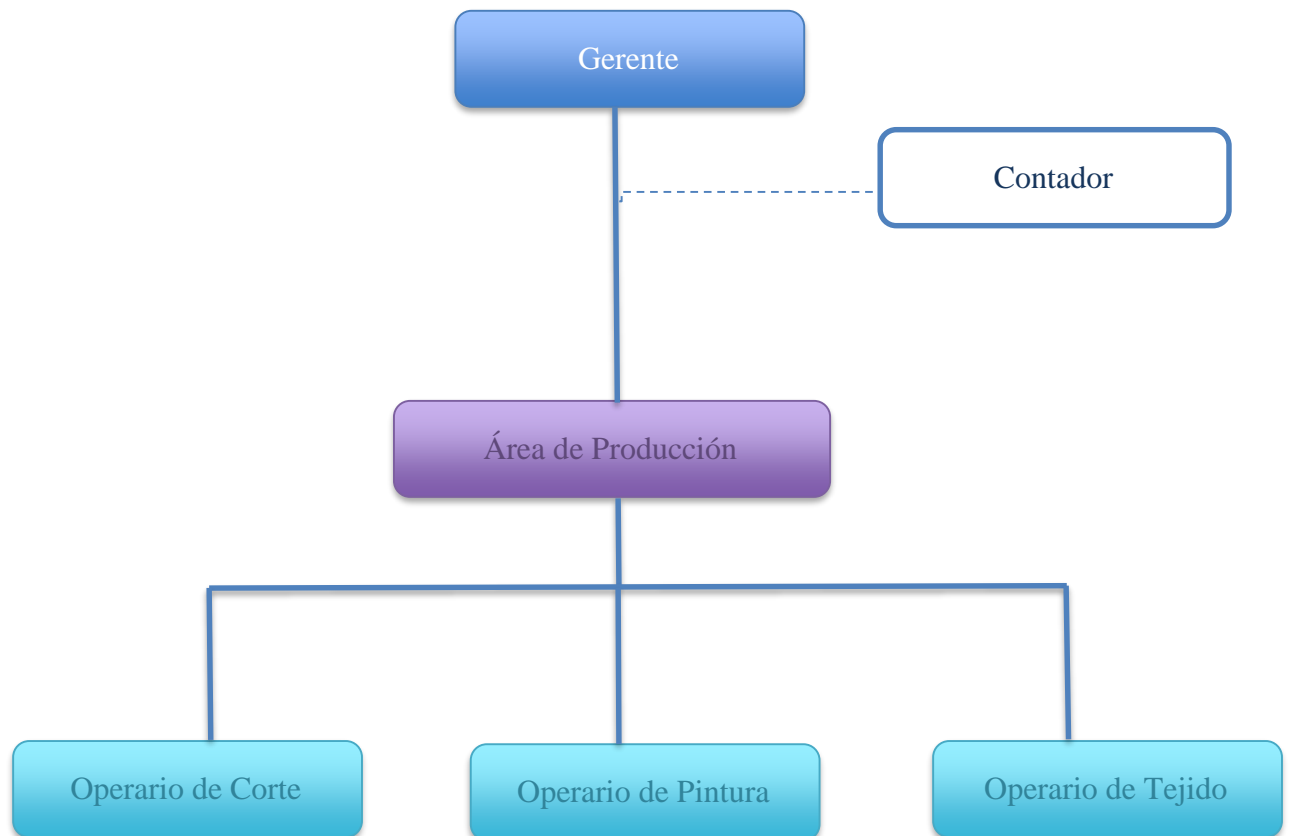 Gerente
Contador
Área de Producción
Operario de Corte
Operario de Pintura
Operario de Tejido